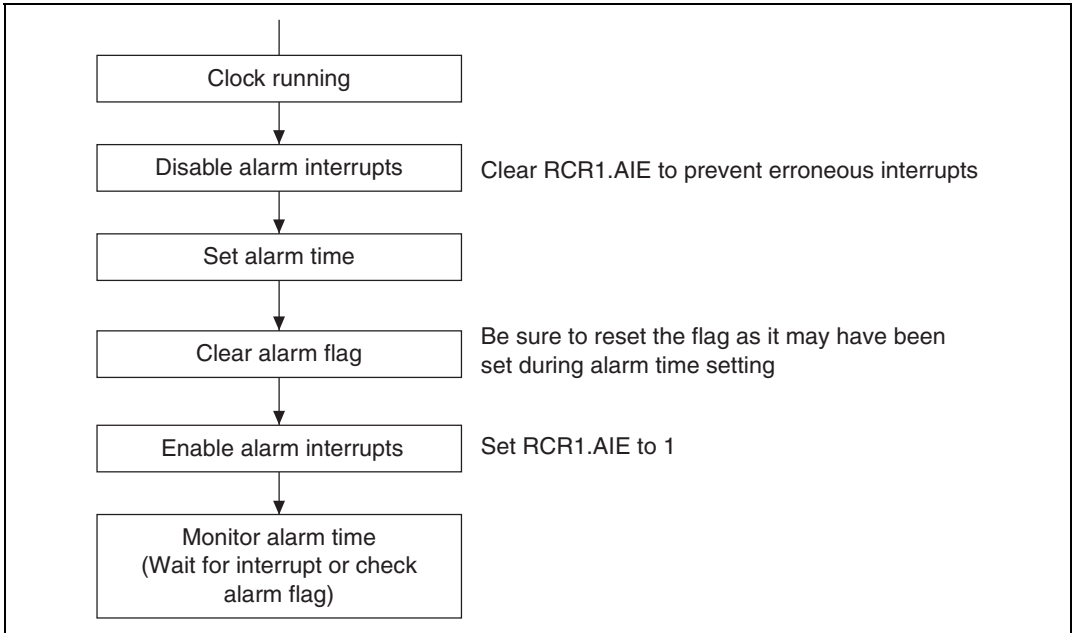 Clock running
Disable alarm interrupts
Clear RCR1.AIE to prevent erroneous interrupts
Set alarm time
Clear alarm flag
Be sure to reset the flag as it may have been
set during alarm time setting
Enable alarm interrupts
Set RCR1.AIE to 1
Monitor alarm time
(Wait for interrupt or check
alarm flag)